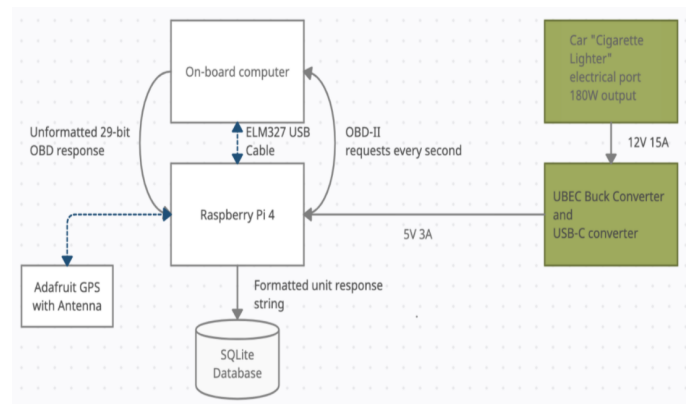 On-board computer
Car "Cigarette
Lighter"
electrical port
180W output
Unformatted 29-bit
OBD response
ELM327 USB
Cable
OBD-II
requests every second
12V 15A
Raspberry Pi 4
UBEC Buck Converter
and
USB-C converter
5V 3A
Adafruit GPS
with Antenna
Formatted unit response
string
SQLite
Database